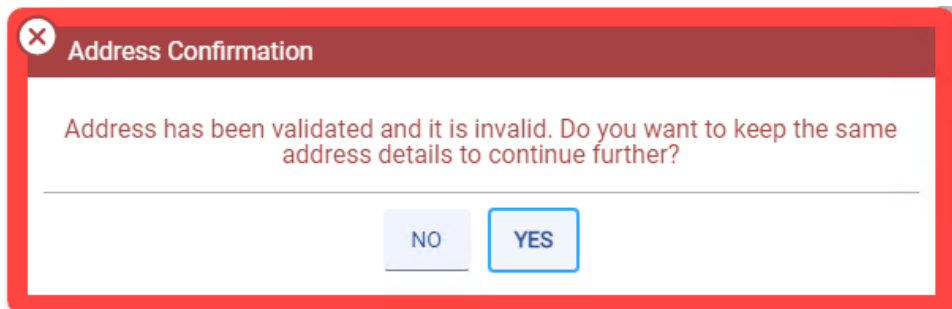 Address Confirmation
Address has been validated and it is invalid. Do you want to keep the same
address details to continue further?
NO
YES